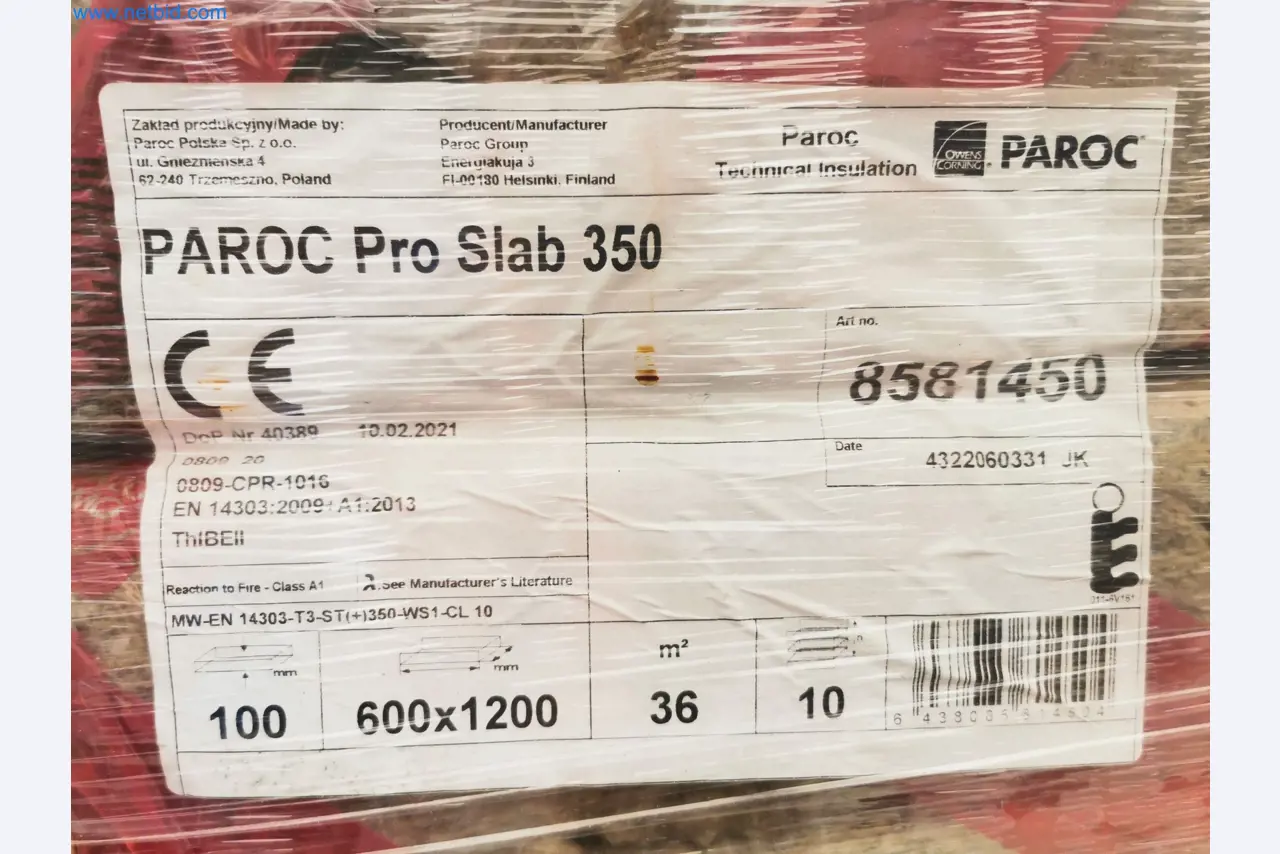 www.netbid.com
Zakład produkcyjny/Made by:
Paroc Polska Sp. z o.o.
ul. Gnieźnieńska 4
62-240 Trzemeszno, Poland
Producent/Manufacturer
Paroc Group
Energiakuja 3
FI-00180 Helsinki, Finland
Paroc
Technical Insulation
OWENS
CORNING
PAROC
PAROC Pro Slab 350
CE
DoP Nr 40389 10.02.2021
0809 20
0809-CPR-1016
EN 14303:2009+A1:2013
ThIBEII
Art no.
8581450
Date
4322060331 JK
Reaction to Fire - Class A1
λ: See Manufacturer's Literature
MW-EN 14303-T3-ST(+)350-WS1-CL 10
mm
100
mm
600x1200
m²
36
n
10